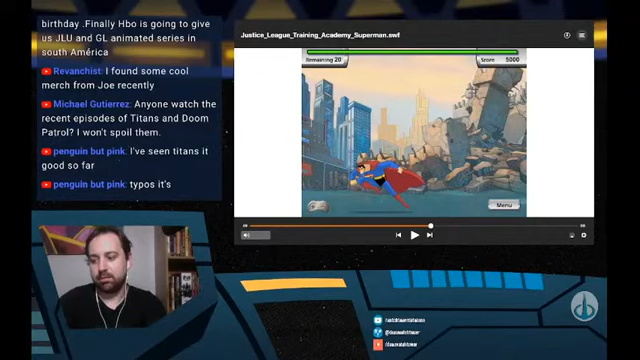 birthday .Finally Hbo is going to give
us JLU and GL animated series in
south América
Revanchist: I found some cool
merch from Joe recently
Michael Gutierrez: Anyone watch the
recent episodes of Titans and Doom
Patrol? I won't spoil them.
penguin but pink: I've seen titans it
good so far
penguin but pink: typos it's
Justice_League_Training_Academy_Superman.swf
Remaining 20
Score 5000
Menu